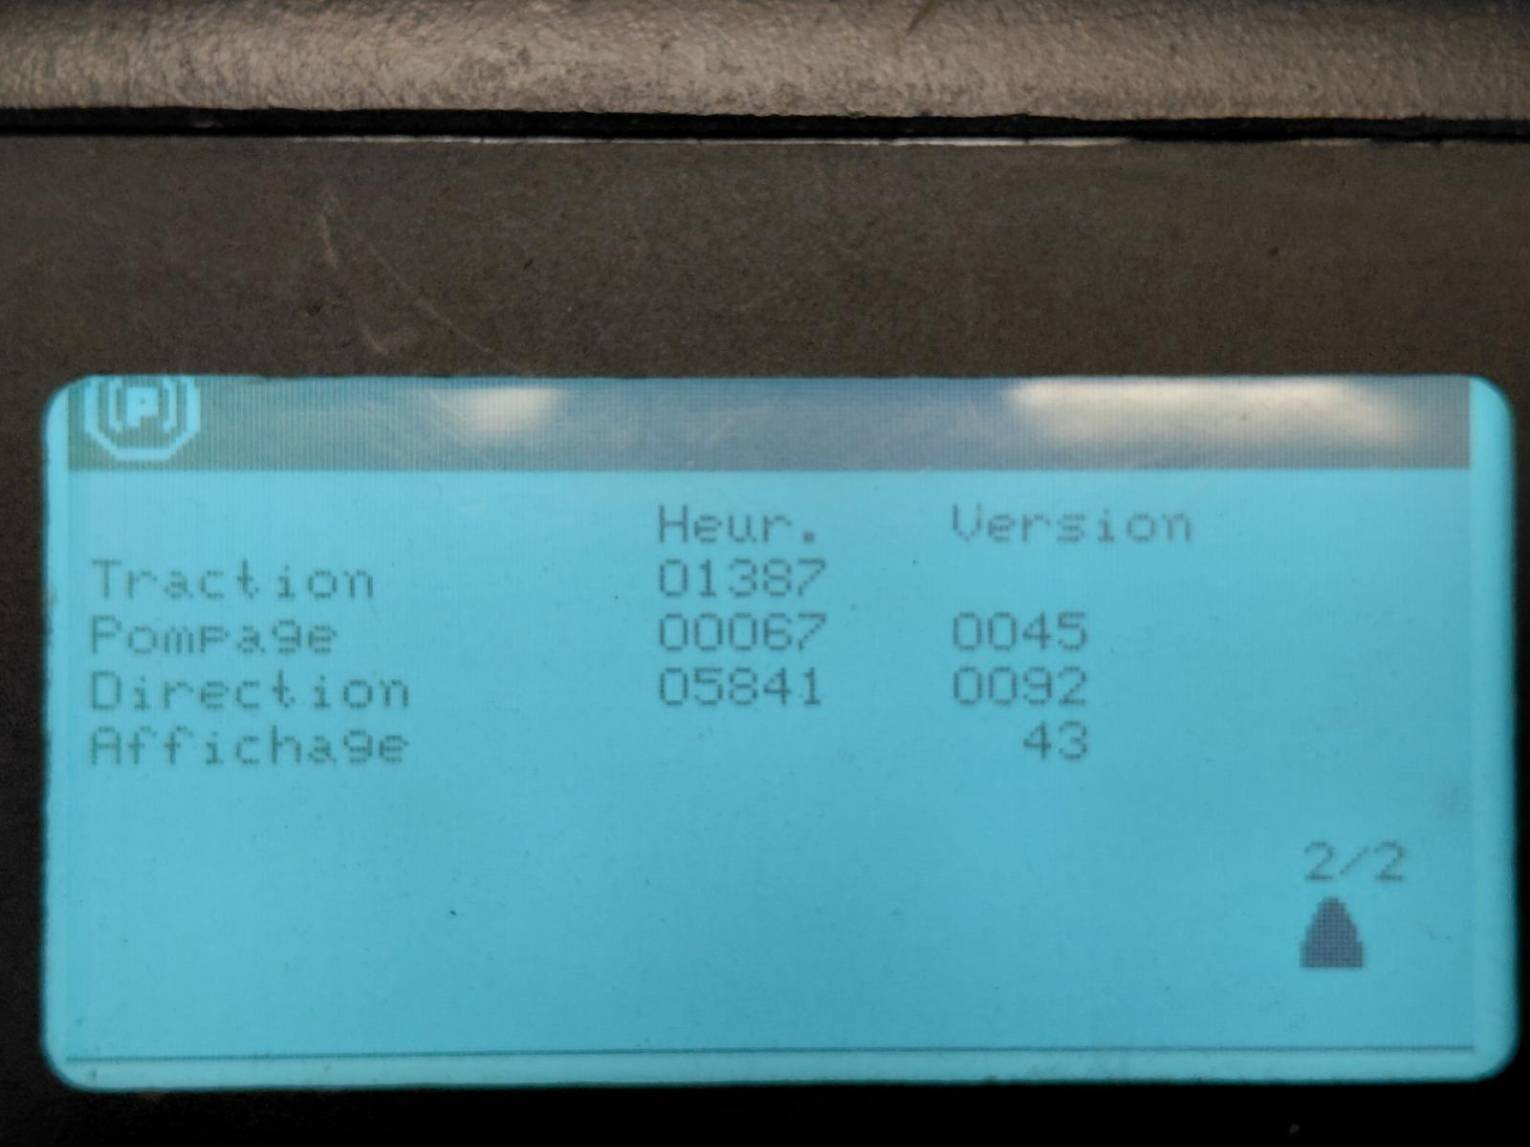 (P)
Heur. Version
Traction 01387
Pompage 00067 0045
Direction 05841 0092
Affichage 43
2/2